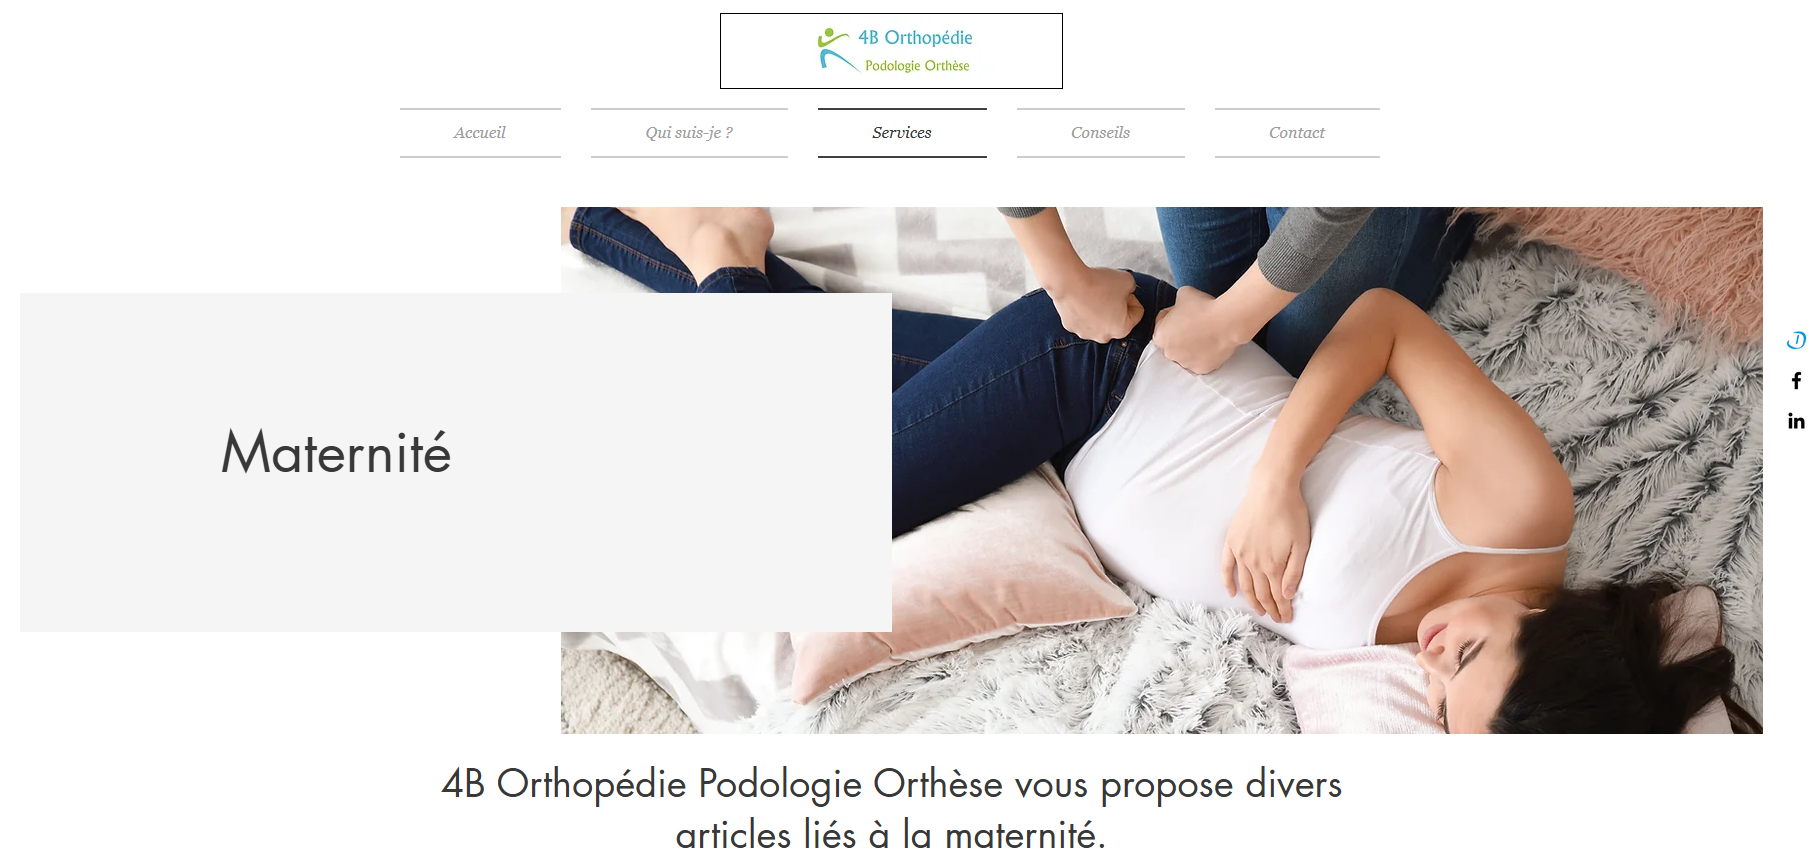 4B Orthopédie
Podologie Orthèse
Accueil
Qui suis-je ?
Services
Conseils
Contact
Maternité
4B Orthopédie Podologie Orthèse vous propose divers
articles liés à la maternité.